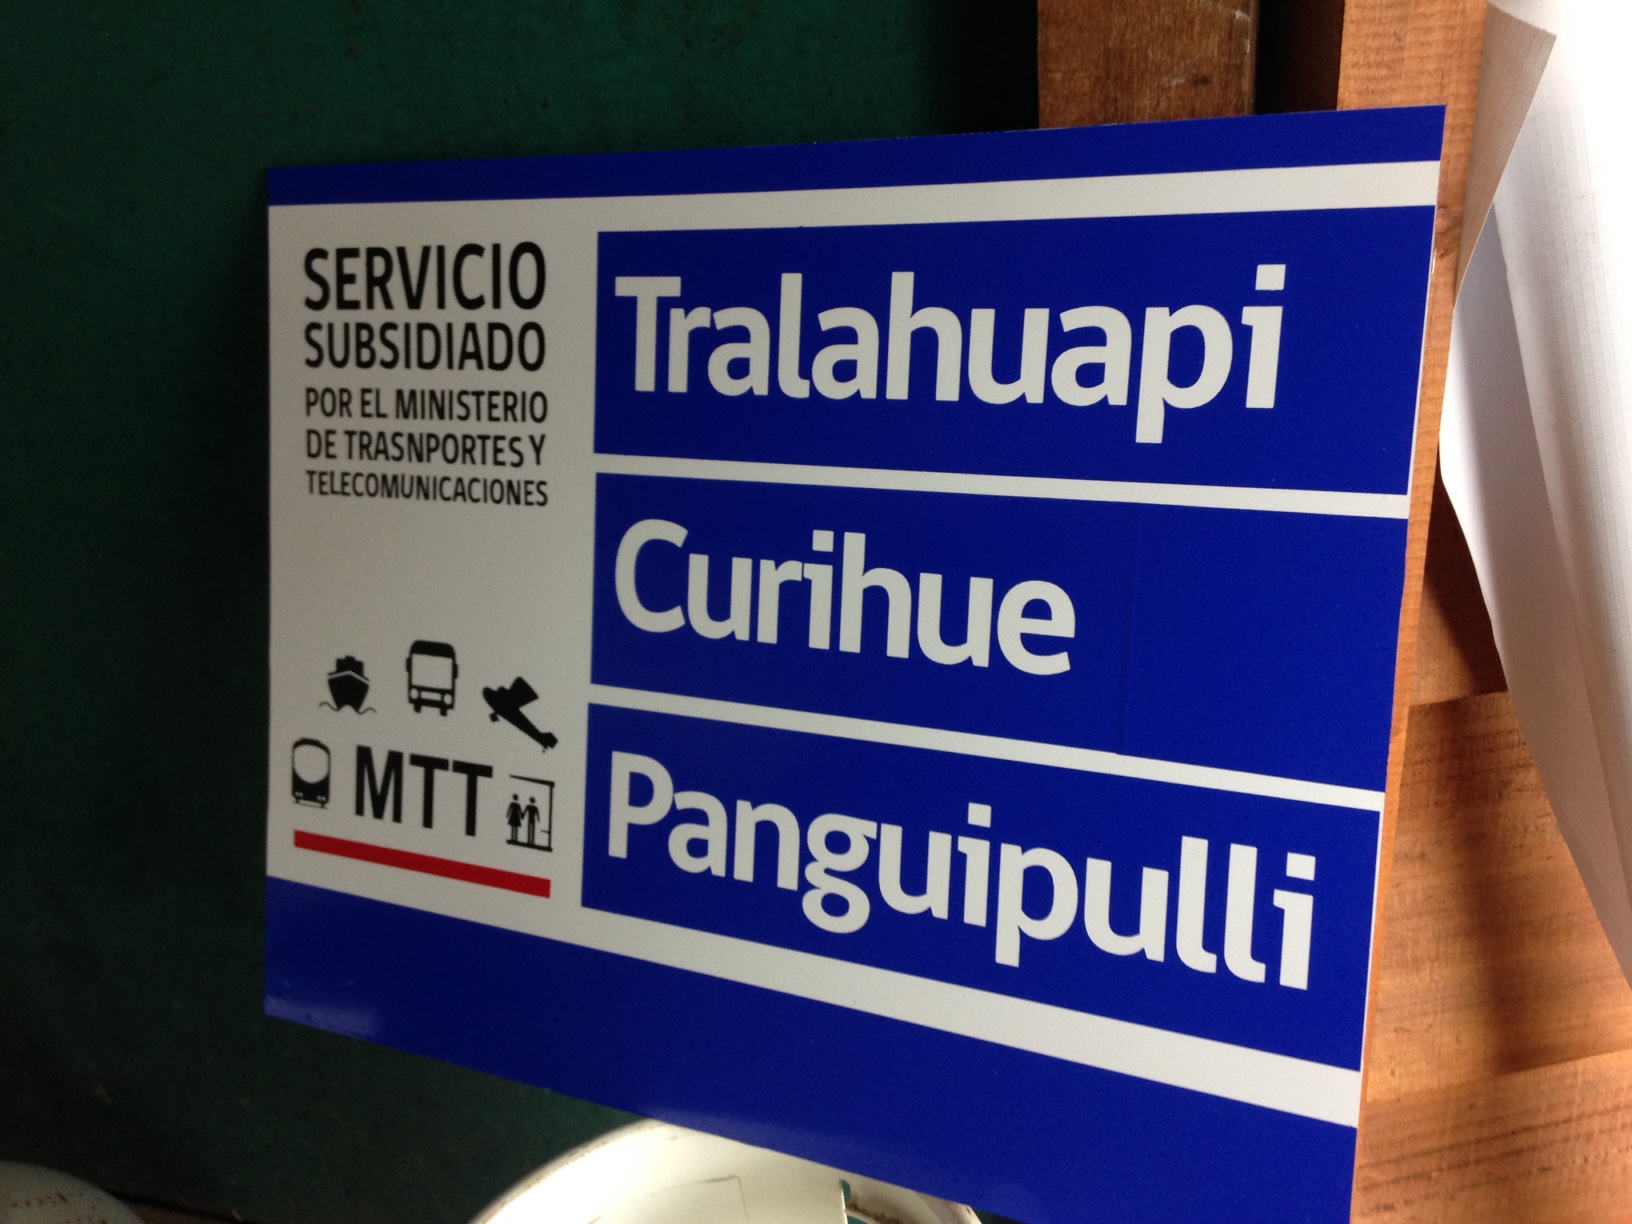 SERVICIO
SUBSIDIADO
POR EL MINISTERIO
DE TRASNPORTES Y
TELECOMUNICACIONES
MTT
Tralahuapi
Curihue
Panguipulli